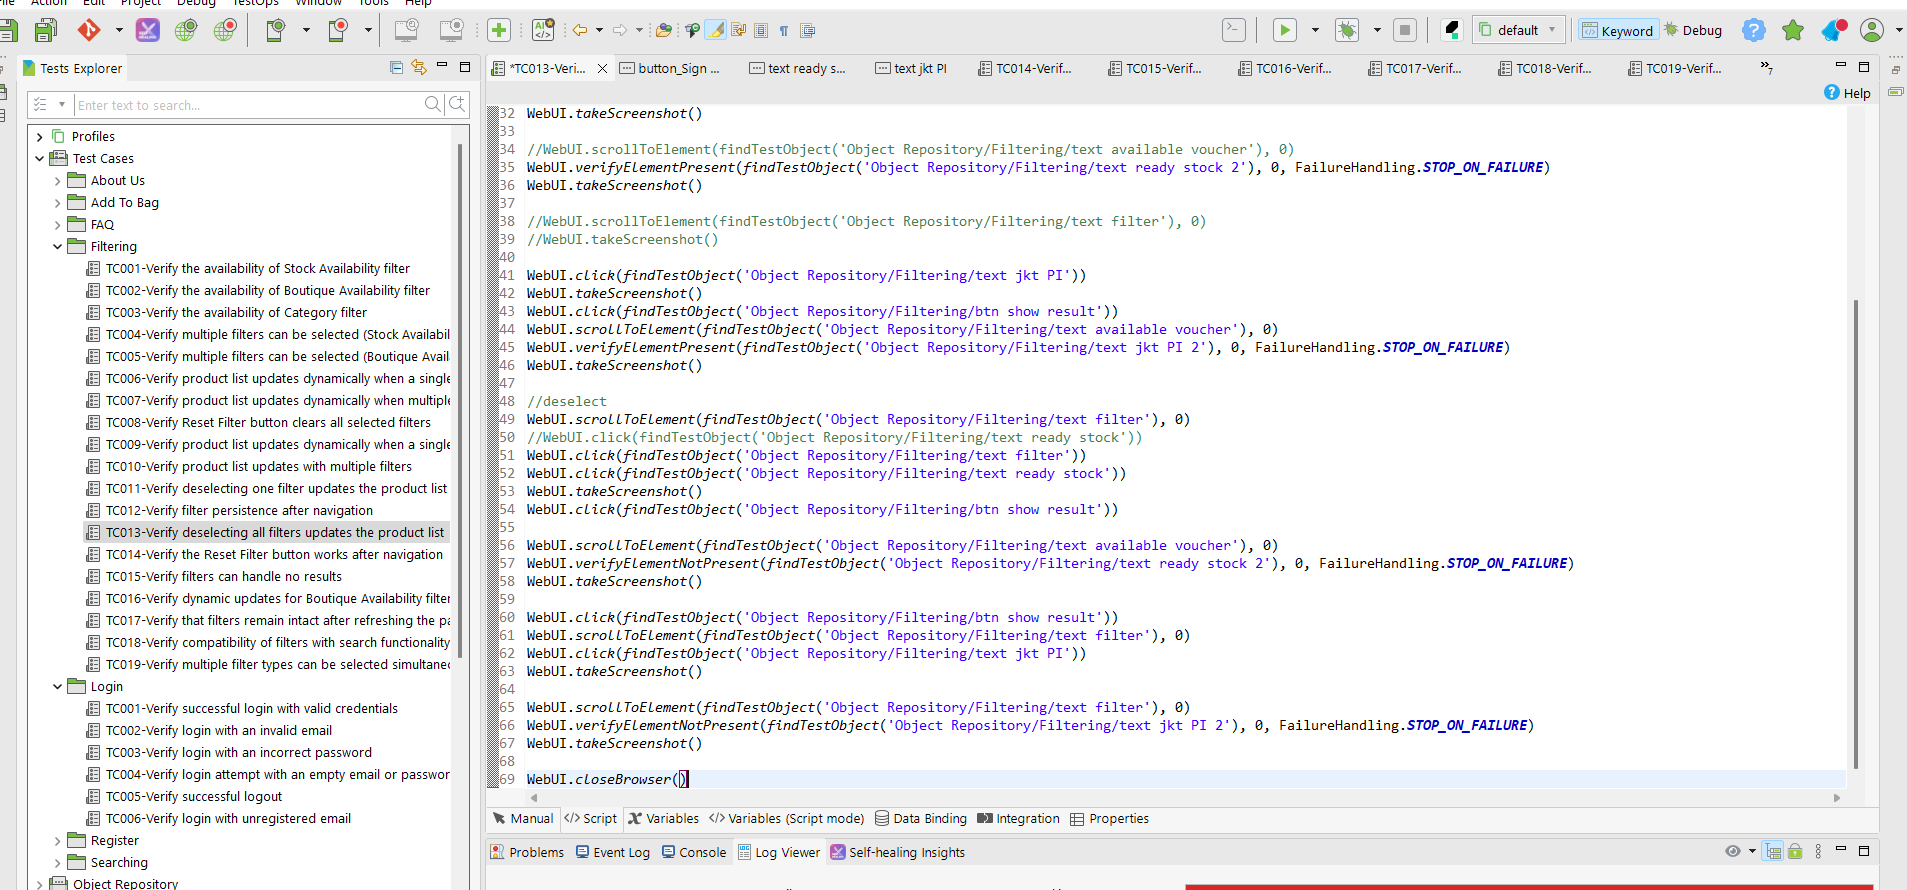 File Action Edit Project Debug TestOps Window Tools Help
default
Keyword
Debug
Tests Explorer
*TC013-Veri...
button_Sign ...
text ready s...
text jkt PI
TC014-Verif...
TC015-Verif...
TC016-Verif...
TC017-Verif...
TC018-Verif...
TC019-Verif...
»7
Help
Enter text to search...
Profiles
Test Cases
About Us
Add To Bag
FAQ
Filtering
TC001-Verify the availability of Stock Availability filter
TC002-Verify the availability of Boutique Availability filter
TC003-Verify the availability of Category filter
TC004-Verify multiple filters can be selected (Stock Availabil
TC005-Verify multiple filters can be selected (Boutique Avail
TC006-Verify product list updates dynamically when a single
TC007-Verify product list updates dynamically when multiple
TC008-Verify Reset Filter button clears all selected filters
TC009-Verify product list updates dynamically when a single
TC010-Verify product list updates with multiple filters
TC011-Verify deselecting one filter updates the product list
TC012-Verify filter persistence after navigation
TC013-Verify deselecting all filters updates the product list
TC014-Verify the Reset Filter button works after navigation
TC015-Verify filters can handle no results
TC016-Verify dynamic updates for Boutique Availability filter
TC017-Verify that filters remain intact after refreshing the pa
TC018-Verify compatibility of filters with search functionality
TC019-Verify multiple filter types can be selected simultanec
Login
TC001-Verify successful login with valid credentials
TC002-Verify login with an invalid email
TC003-Verify login with an incorrect password
TC004-Verify login attempt with an empty email or passwor
TC005-Verify successful logout
TC006-Verify login with unregistered email
Register
Searching
Object Repository
32 WebUI.takeScreenshot()
33
34 //WebUI.scrollToElement(findTestObject('Object Repository/Filtering/text available voucher'), 0)
35 WebUI.verifyElementPresent(findTestObject('Object Repository/Filtering/text ready stock 2'), 0, FailureHandling.STOP_ON_FAILURE)
36 WebUI.takeScreenshot()
37
38 //WebUI.scrollToElement(findTestObject('Object Repository/Filtering/text filter'), 0)
39 //WebUI.takeScreenshot()
40
41 WebUI.click(findTestObject('Object Repository/Filtering/text jkt PI'))
42 WebUI.takeScreenshot()
43 WebUI.click(findTestObject('Object Repository/Filtering/btn show result'))
44 WebUI.scrollToElement(findTestObject('Object Repository/Filtering/text available voucher'), 0)
45 WebUI.verifyElementPresent(findTestObject('Object Repository/Filtering/text jkt PI 2'), 0, FailureHandling.STOP_ON_FAILURE)
46 WebUI.takeScreenshot()
47
48 //deselect
49 WebUI.scrollToElement(findTestObject('Object Repository/Filtering/text filter'), 0)
50 //WebUI.click(findTestObject('Object Repository/Filtering/text ready stock'))
51 WebUI.click(findTestObject('Object Repository/Filtering/text filter'))
52 WebUI.click(findTestObject('Object Repository/Filtering/text ready stock'))
53 WebUI.takeScreenshot()
54 WebUI.click(findTestObject('Object Repository/Filtering/btn show result'))
55
56 WebUI.scrollToElement(findTestObject('Object Repository/Filtering/text available voucher'), 0)
57 WebUI.verifyElementNotPresent(findTestObject('Object Repository/Filtering/text ready stock 2'), 0, FailureHandling.STOP_ON_FAILURE)
58 WebUI.takeScreenshot()
59
60 WebUI.click(findTestObject('Object Repository/Filtering/btn show result'))
61 WebUI.scrollToElement(findTestObject('Object Repository/Filtering/text filter'), 0)
62 WebUI.click(findTestObject('Object Repository/Filtering/text jkt PI'))
63 WebUI.takeScreenshot()
64
65 WebUI.scrollToElement(findTestObject('Object Repository/Filtering/text filter'), 0)
66 WebUI.verifyElementNotPresent(findTestObject('Object Repository/Filtering/text jkt PI 2'), 0, FailureHandling.STOP_ON_FAILURE)
67 WebUI.takeScreenshot()
68
69 WebUI.closeBrowser()
Manual
Script
Variables
Variables (Script mode)
Data Binding
Integration
Properties
Problems
Event Log
Console
Log Viewer
Self-healing Insights